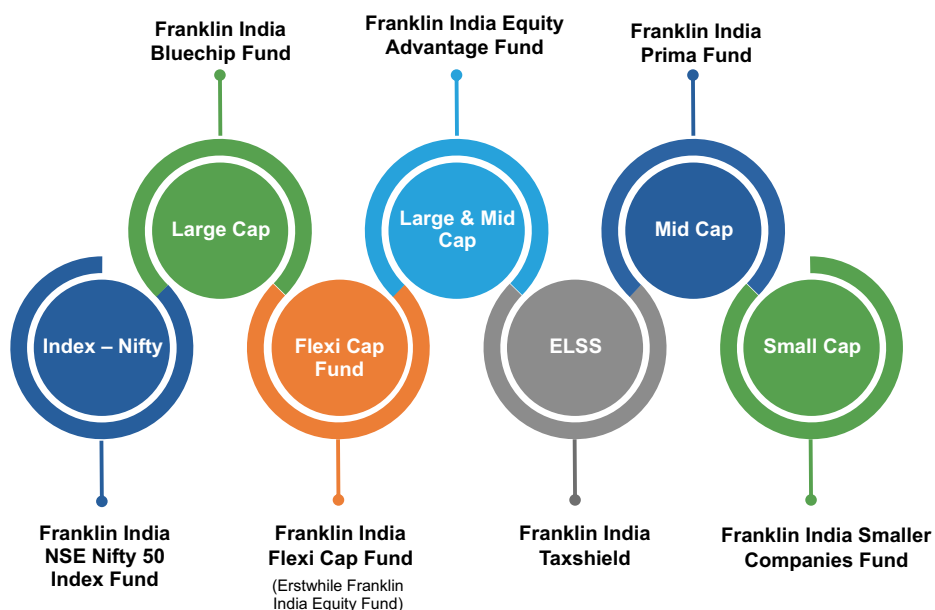 Franklin India
Bluechip Fund
Franklin India Equity
Advantage Fund
Franklin India
Prima Fund
Large Cap
Large & Mid
Cap
Mid Cap
Index – Nifty
Flexi Cap
Fund
ELSS
Small Cap
Franklin India
NSE Nifty 50
Index Fund
Franklin India
Flexi Cap Fund
(Erstwhile Franklin
India Equity Fund)
Franklin India
Taxshield
Franklin India Smaller
Companies Fund